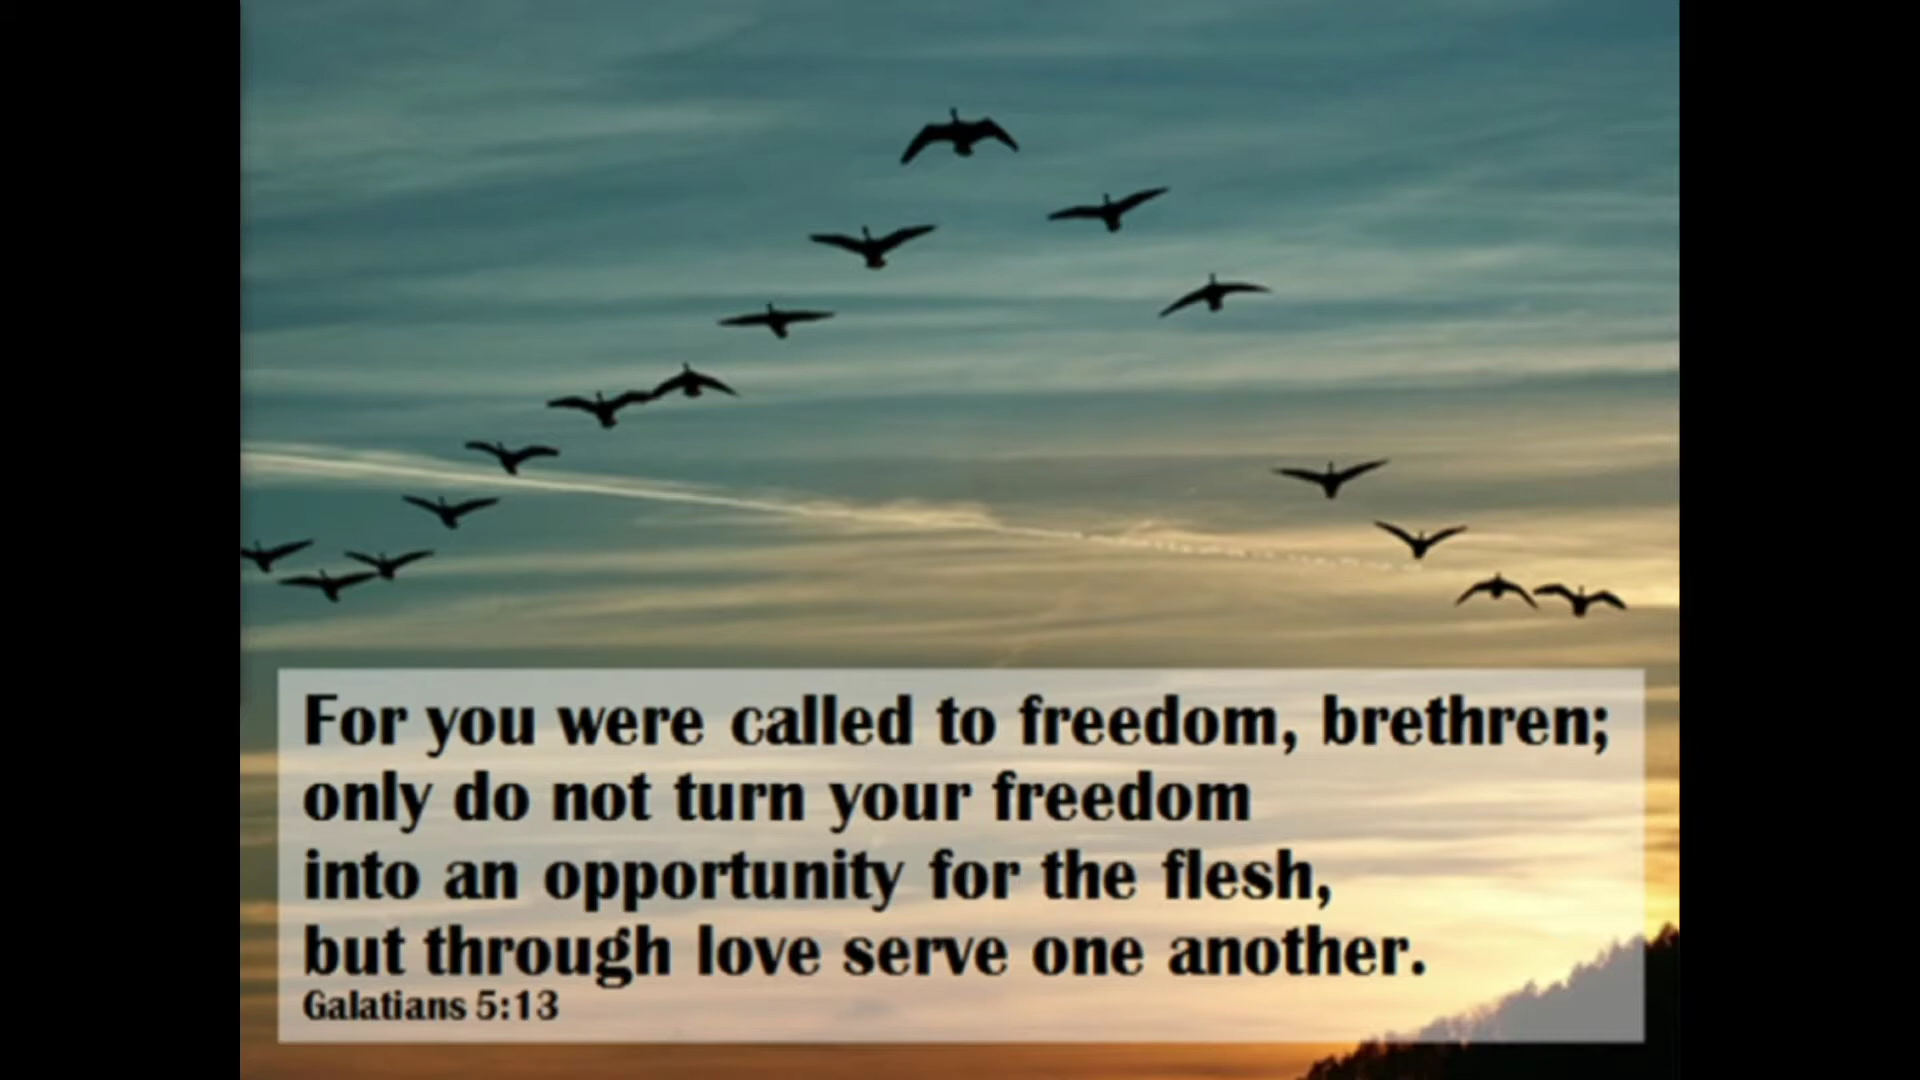 For you were called to freedom, brethren;
only do not turn your freedom
into an opportunity for the flesh,
but through love serve one another.
Galatians 5:13